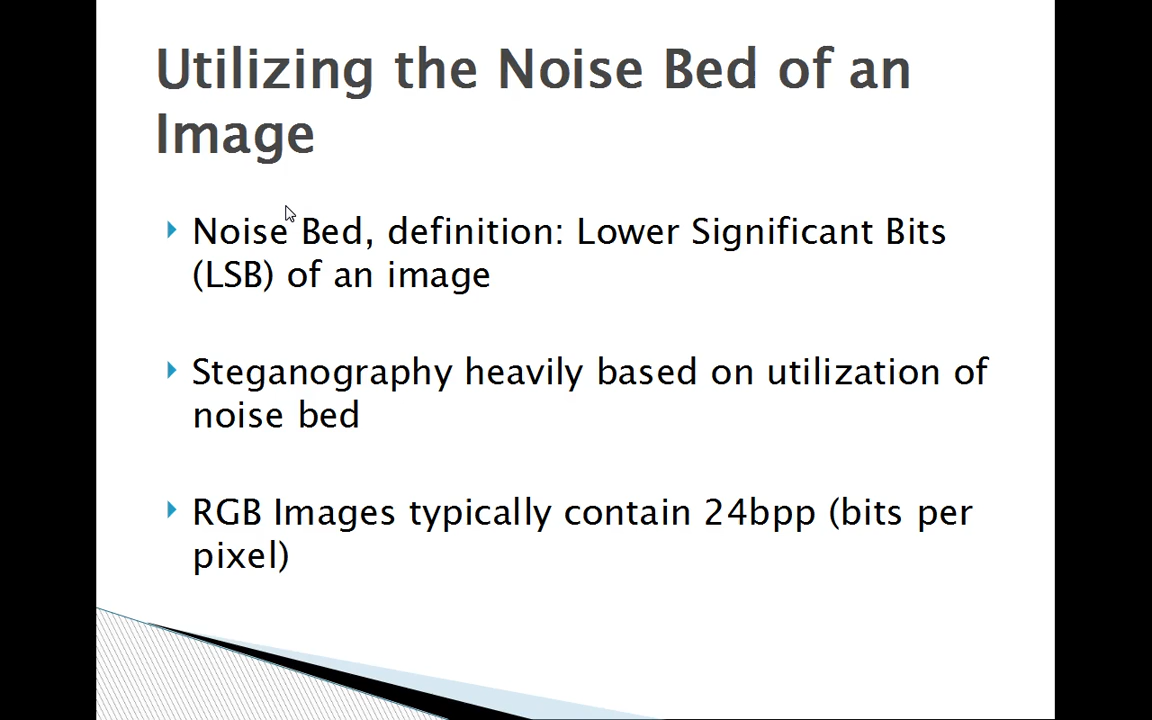 Utilizing the Noise Bed of an
Image
Noise Bed, definition: Lower Significant Bits
(LSB) of an image
Steganography heavily based on utilization of
noise bed
RGB Images typically contain 24bpp (bits per
pixel)